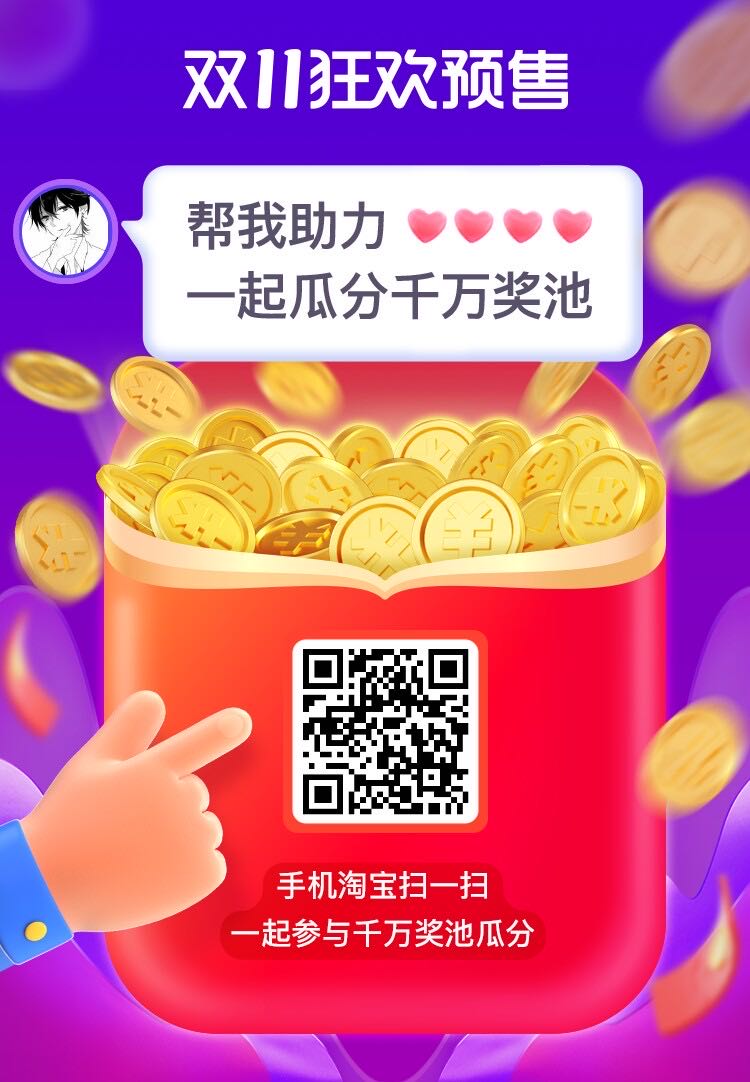 双11狂欢预售
帮我助力
一起瓜分千万奖池
手机淘宝扫一扫
一起参与千万奖池瓜分